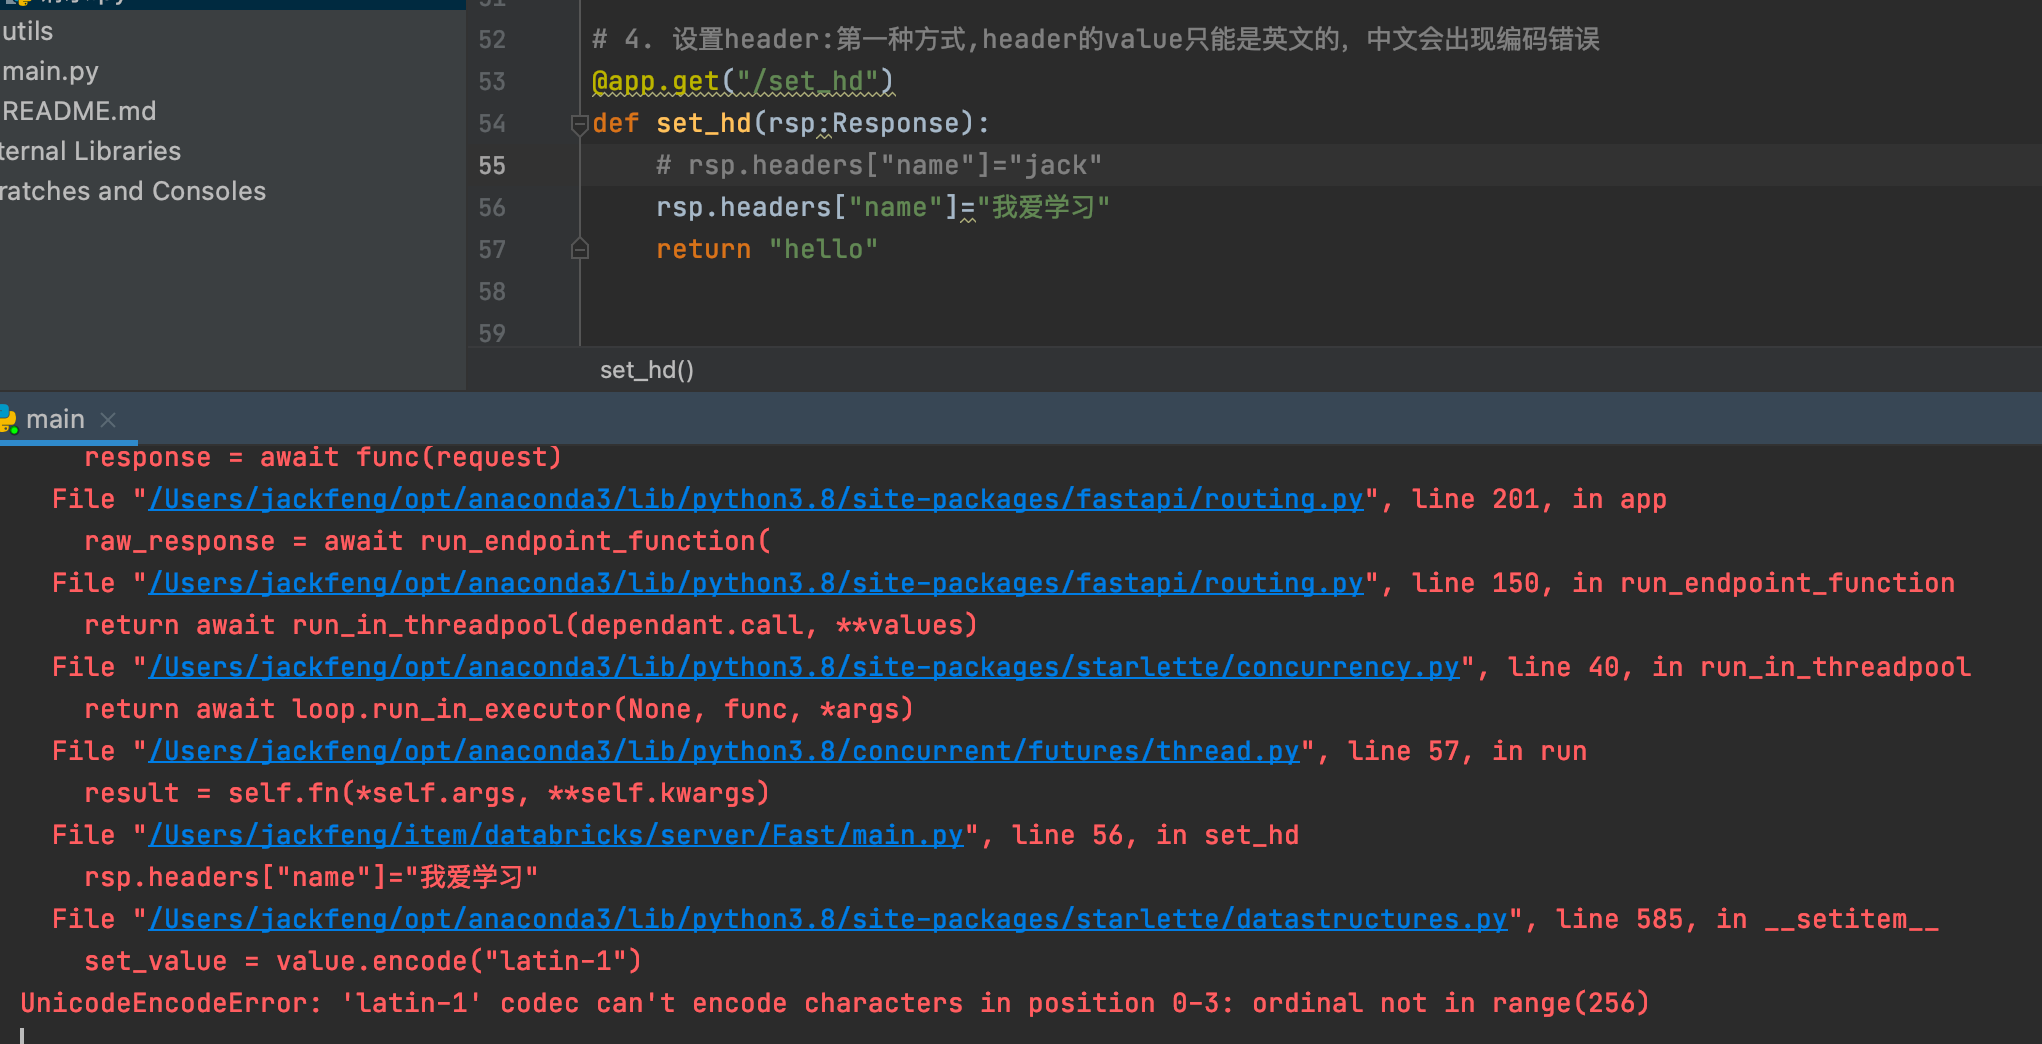 utils
main.py
README.md
ternal Libraries
ratches and Consoles
51
52 # 4. 设置header:第一种方式,header的value只能是英文的, 中文会出现编码错误
53 @app.get("/set_hd")
54 def set_hd(rsp:Response):
55 # rsp.headers["name"]="jack"
56 rsp.headers["name"]="我爱学习"
57 return "hello"
58
59
set_hd()
main
response = await func(request)
File "/Users/jackfeng/opt/anaconda3/lib/python3.8/site-packages/fastapi/routing.py", line 201, in app
raw_response = await run_endpoint_function(
File "/Users/jackfeng/opt/anaconda3/lib/python3.8/site-packages/fastapi/routing.py", line 150, in run_endpoint_function
return await run_in_threadpool(dependant.call, **values)
File "/Users/jackfeng/opt/anaconda3/lib/python3.8/site-packages/starlette/concurrency.py", line 40, in run_in_threadpool
return await loop.run_in_executor(None, func, *args)
File "/Users/jackfeng/opt/anaconda3/lib/python3.8/concurrent/futures/thread.py", line 57, in run
result = self.fn(*self.args, **self.kwargs)
File "/Users/jackfeng/item/databricks/server/Fast/main.py", line 56, in set_hd
rsp.headers["name"]="我爱学习"
File "/Users/jackfeng/opt/anaconda3/lib/python3.8/site-packages/starlette/datastructures.py", line 585, in __setitem__
set_value = value.encode("latin-1")
UnicodeEncodeError: 'latin-1' codec can't encode characters in position 0-3: ordinal not in range(256)